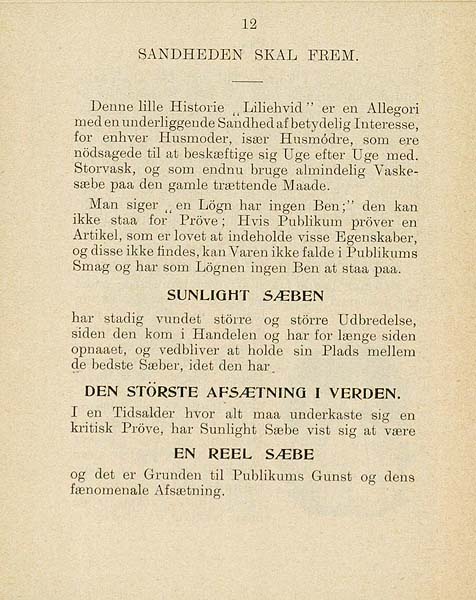 12
SANDHEDEN SKAL FREM.
Denne lille Historie „Liliehvid” er en Allegori
med en underliggende Sandhed af betydelig Interesse,
for enhver Husmoder, især Husmódre, som ere
nödsagede til at beskæftige sig Uge efter Uge med.
Storvask, og som endnu bruge almindelig Vaske-
sæbe paa den gamle trættende Maade.
Man siger „en Lögn har ingen Ben;” den kan
ikke staa for Pröve; Hvis Publikum pröver en
Artikel, som er lovet at indeholde visse Egenskaber,
og disse ikke findes, kan Varen ikke falde i Publikums
Smag og har som Lögnen ingen Ben at staa paa.
SUNLIGHT SÆBEN
har stadig vundet större og större Udbredelse,
siden den kom i Handelen og har for længe siden
opnaaet, og vedbliver at holde sin Plads mellem
de bedste Sæber, idet den har
DEN STÖRSTE AFSÆTNING I VERDEN.
I en Tidsalder hvor alt maa underkaste sig en
kritisk Pröve, har Sunlight Sæbe vist sig at være
EN REEL SÆBE
og det er Grunden til Publikums Gunst og dens
fænomenale Afsætning.